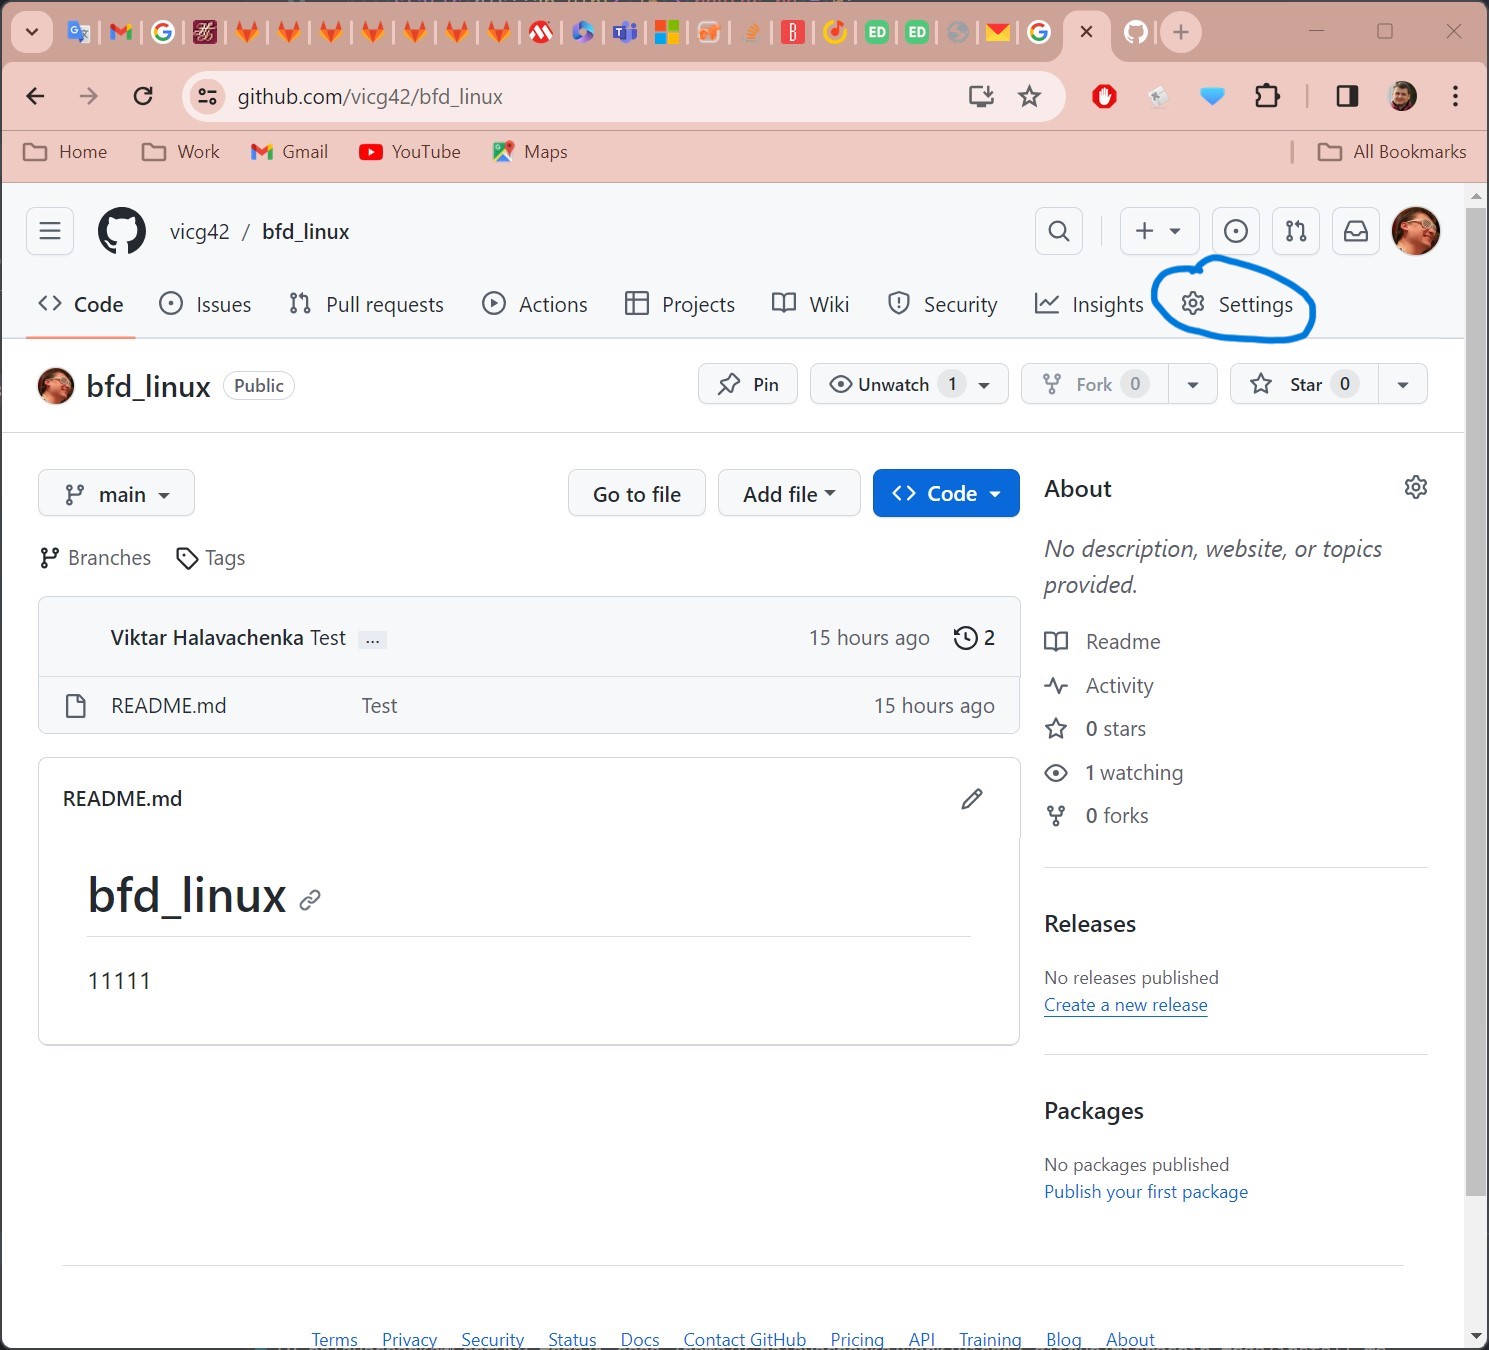 github.com/vicg42/bfd_linux
Home Work Gmail YouTube Maps All Bookmarks
vicg42 / bfd_linux
Code Issues Pull requests Actions Projects Wiki Security Insights Settings
bfd_linux Public Pin Unwatch 1 Fork 0 Star 0
main Go to file Add file Code
Branches Tags
Viktar Halavachenka Test ... 15 hours ago 2
README.md Test 15 hours ago
README.md
bfd_linux
11111
About
No description, website, or topics
provided.
Readme
Activity
0 stars
1 watching
0 forks
Releases
No releases published
Create a new release
Packages
No packages published
Publish your first package
Terms Privacy Security Status Docs Contact GitHub Pricing API Training Blog About